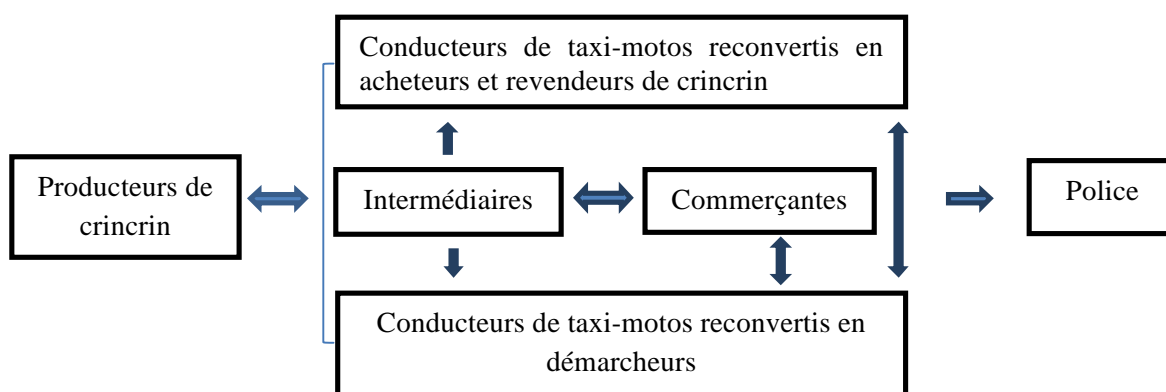 Conducteurs de taxi-motos reconvertis en
acheteurs et revendeurs de crincrin
Producteurs de
crincrin
Intermédiaires
Commerçantes
Police
Conducteurs de taxi-motos reconvertis en
démarcheurs